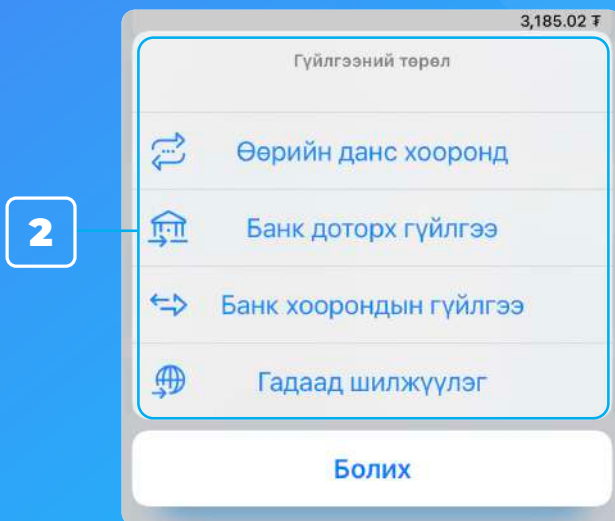 3,185.02 ₮
Гүйлгээний төрөл
Өөрийн данс хооронд
2
Банк доторх гүйлгээ
Банк хоорондын гүйлгээ
Гадаад шилжүүлэг
Болих